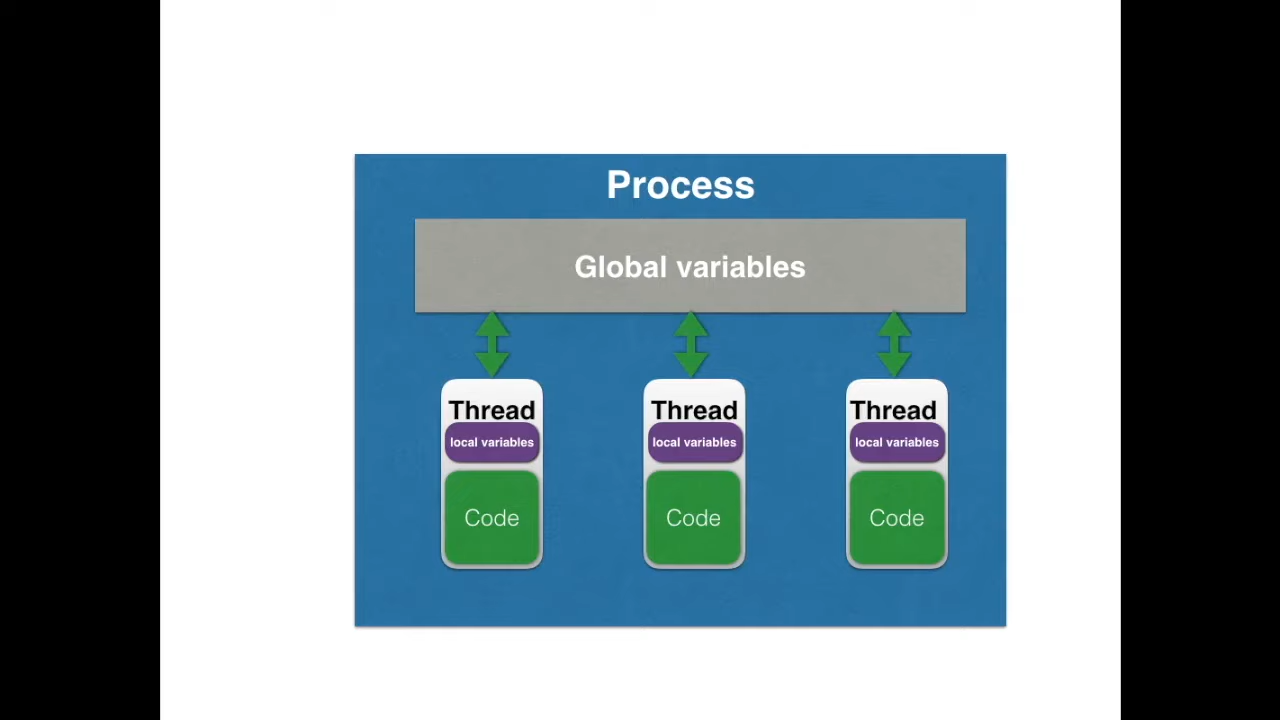 Process
Global variables
Thread
local variables
Code
Thread
local variables
Code
Thread
local variables
Code